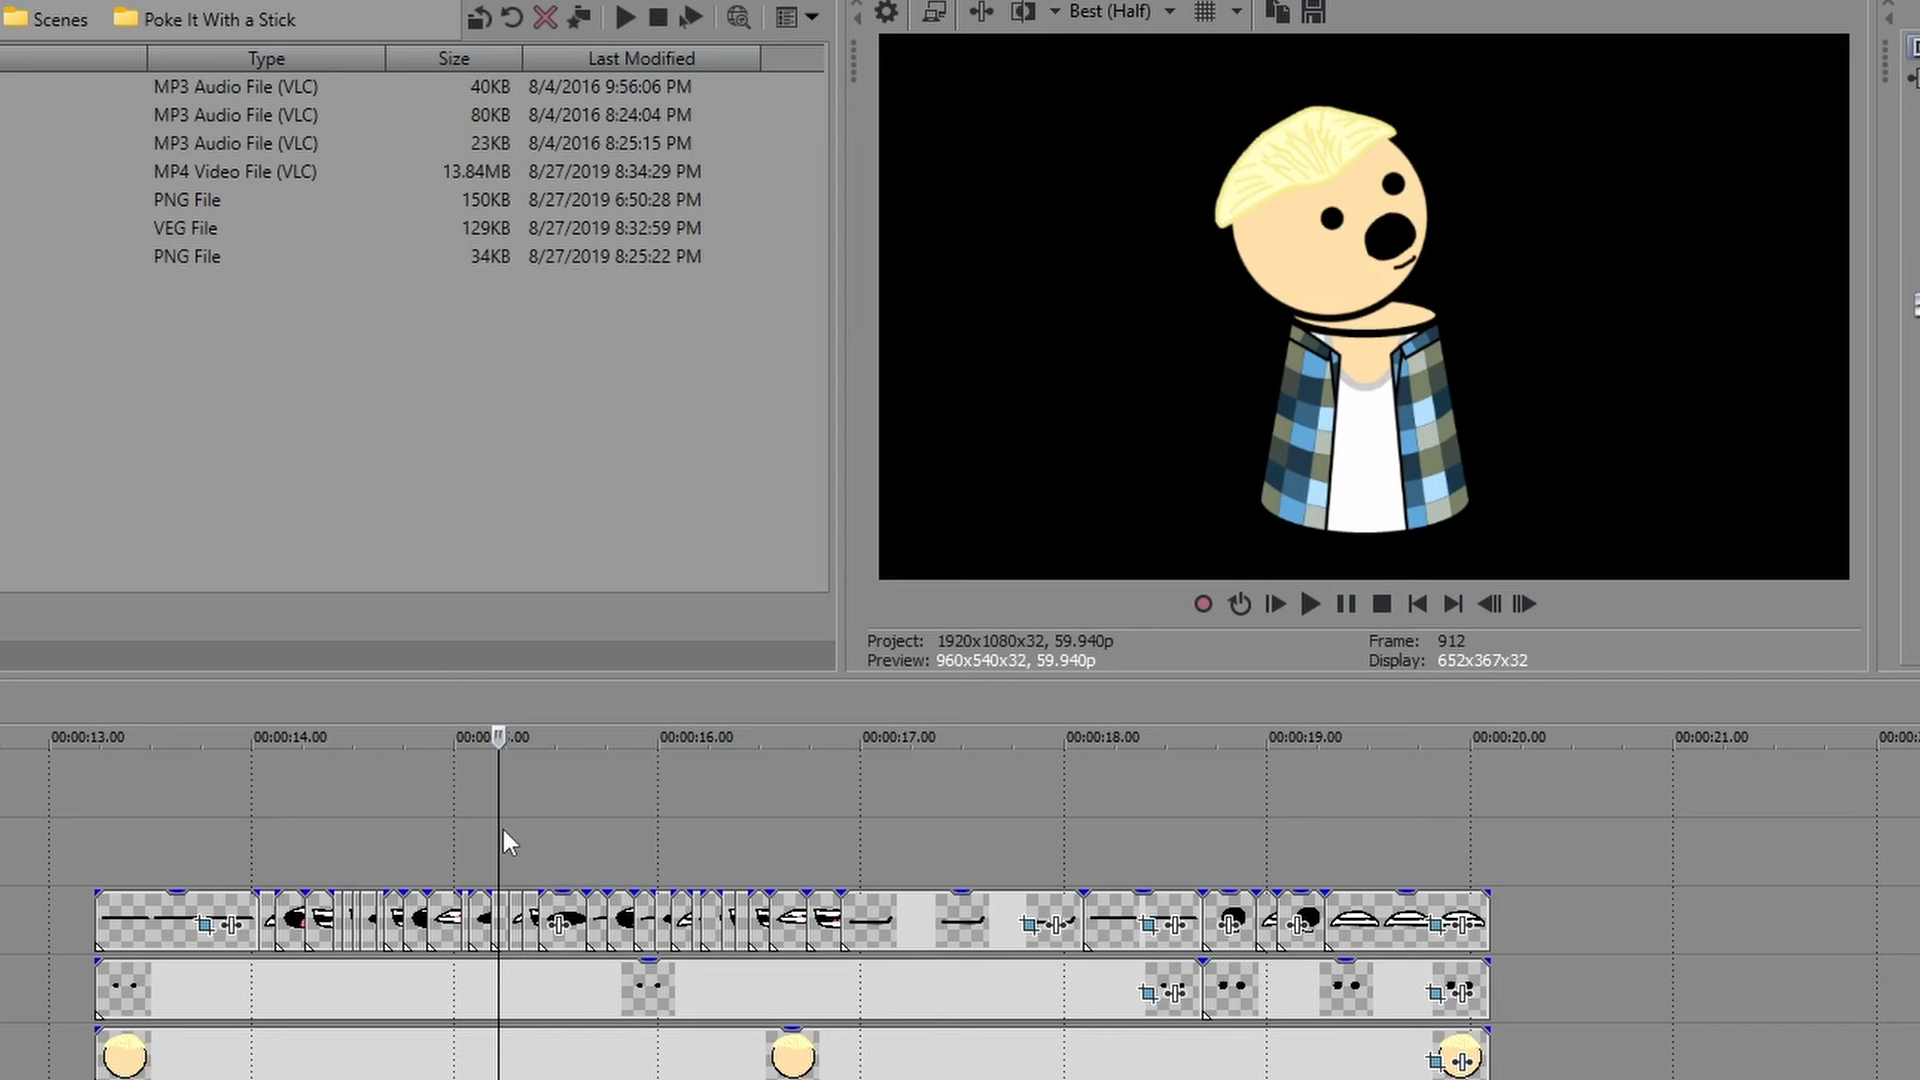 Scenes Poke It With a Stick
Best (Half)
Type Size Last Modified
MP3 Audio File (VLC) 40KB 8/4/2016 9:56:06 PM
MP3 Audio File (VLC) 80KB 8/4/2016 8:24:04 PM
MP3 Audio File (VLC) 23KB 8/4/2016 8:25:15 PM
MP4 Video File (VLC) 13.84MB 8/27/2019 8:34:29 PM
PNG File 150KB 8/27/2019 6:50:28 PM
VEG File 129KB 8/27/2019 8:32:59 PM
PNG File 34KB 8/27/2019 8:25:22 PM
Project: 1920x1080x32, 59.940p Frame: 912
Preview: 960x540x32, 59.940p Display: 652x367x32
00:00:13.00 00:00:14.00 00:00:16.00 00:00:17.00 00:00:18.00 00:00:19.00 00:00:20.00 00:00:21.00